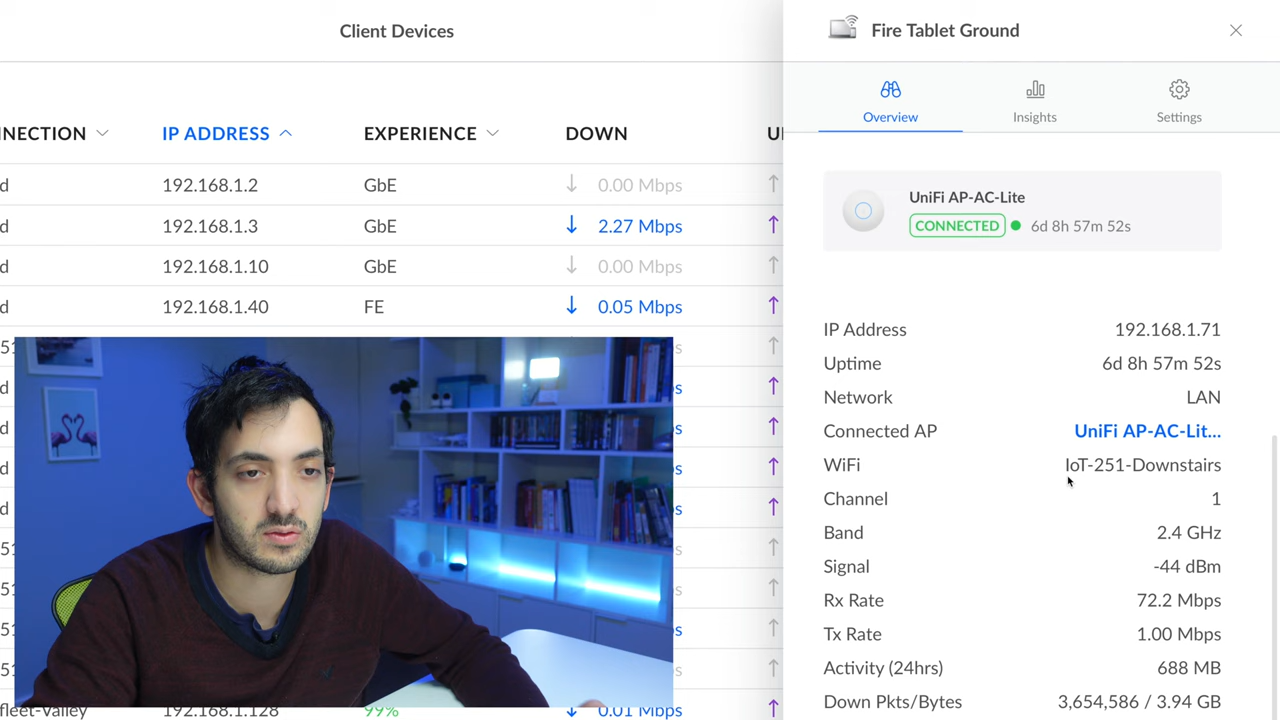 Client Devices
NNECTION IP ADDRESS EXPERIENCE DOWN
d 192.168.1.2 GbE 0.00 Mbps
d 192.168.1.3 GbE 2.27 Mbps
d 192.168.1.10 GbE 0.00 Mbps
d 192.168.1.40 FE 0.05 Mbps
51 s
d s
d s
d s
d s
51 s
51 s
51 s
51 s
fleet-Valley 192.168.1.128 99% 0.01 Mbps
Fire Tablet Ground
Overview Insights Settings
UniFi AP-AC-Lite
CONNECTED 6d 8h 57m 52s
IP Address 192.168.1.71
Uptime 6d 8h 57m 52s
Network LAN
Connected AP UniFi AP-AC-Lit...
WiFi IoT-251-Downstairs
Channel 1
Band 2.4 GHz
Signal -44 dBm
Rx Rate 72.2 Mbps
Tx Rate 1.00 Mbps
Activity (24hrs) 688 MB
Down Pkts/Bytes 3,654,586 / 3.94 GB